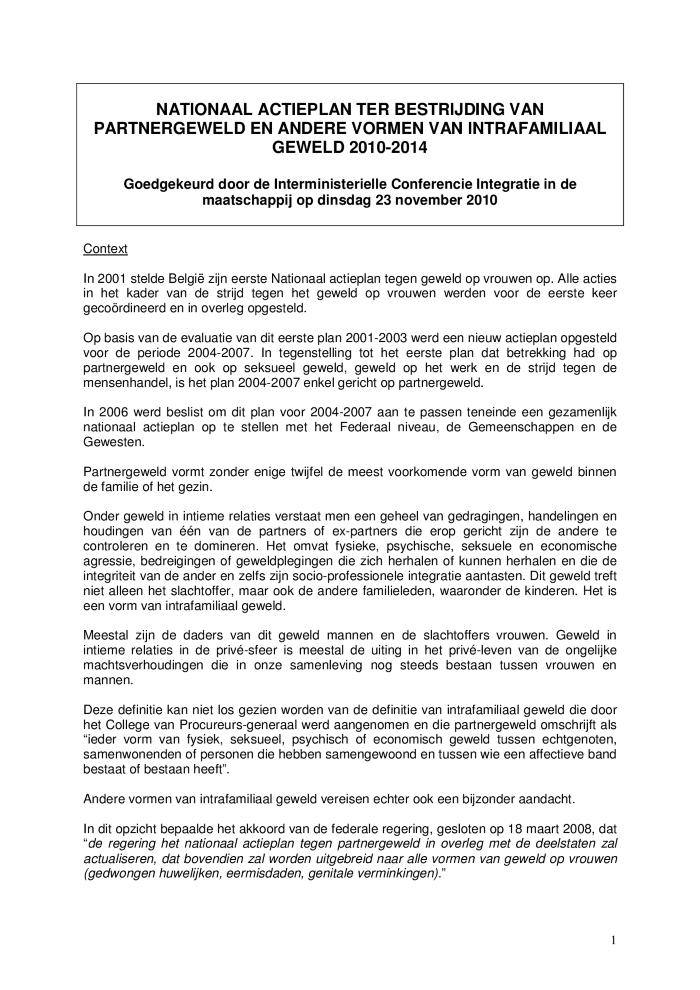 NATIONAAL ACTIEPLAN TER BESTRIJDING VAN
PARTNERGEWELD EN ANDERE VORMEN VAN INTRAFAMILIAAL
GEWELD 2010-2014
Goedgekeurd door de Interministerielle Conferencie Integratie in de
maatschappij op dinsdag 23 november 2010
Context
In 2001 stelde België zijn eerste Nationaal actieplan tegen geweld op vrouwen op. Alle acties
in het kader van de strijd tegen het geweld op vrouwen werden voor de eerste keer
gecoördineerd en in overleg opgesteld.
Op basis van de evaluatie van dit eerste plan 2001-2003 werd een nieuw actieplan opgesteld
voor de periode 2004-2007. In tegenstelling tot het eerste plan dat betrekking had op
partnergeweld en ook op seksueel geweld, geweld op het werk en de strijd tegen de
mensenhandel, is het plan 2004-2007 enkel gericht op partnergeweld.
In 2006 werd beslist om dit plan voor 2004-2007 aan te passen teneinde een gezamenlijk
nationaal actieplan op te stellen met het Federaal niveau, de Gemeenschappen en de
Gewesten.
Partnergeweld vormt zonder enige twijfel de meest voorkomende vorm van geweld binnen
de familie of het gezin.
Onder geweld in intieme relaties verstaat men een geheel van gedragingen, handelingen en
houdingen van één van de partners of ex-partners die erop gericht zijn de andere te
controleren en te domineren. Het omvat fysieke, psychische, seksuele en economische
agressie, bedreigingen of geweldplegingen die zich herhalen of kunnen herhalen en die de
integriteit van de ander en zelfs zijn socio-professionele integratie aantasten. Dit geweld treft
niet alleen het slachtoffer, maar ook de andere familieleden, waaronder de kinderen. Het is
een vorm van intrafamiliaal geweld.
Meestal zijn de daders van dit geweld mannen en de slachtoffers vrouwen. Geweld in
intieme relaties in de privé-sfeer is meestal de uiting in het privé-leven van de ongelijke
machtsverhoudingen die in onze samenleving nog steeds bestaan tussen vrouwen en
mannen.
Deze definitie kan niet los gezien worden van de definitie van intrafamiliaal geweld die door
het College van Procureurs-generaal werd aangenomen en die partnergeweld omschrijft als
“ieder vorm van fysiek, seksueel, psychisch of economisch geweld tussen echtgenoten,
samenwonenden of personen die hebben samengewoond en tussen wie een affectieve band
bestaat of bestaan heeft”.
Andere vormen van intrafamiliaal geweld vereisen echter ook een bijzonder aandacht.
In dit opzicht bepaalde het akkoord van de federale regering, gesloten op 18 maart 2008, dat
“de regering het nationaal actieplan tegen partnergeweld in overleg met de deelstaten zal
actualiseren, dat bovendien zal worden uitgebreid naar alle vormen van geweld op vrouwen
(gedwongen huwelijken, eermisdaden, genitale verminkingen).”
1